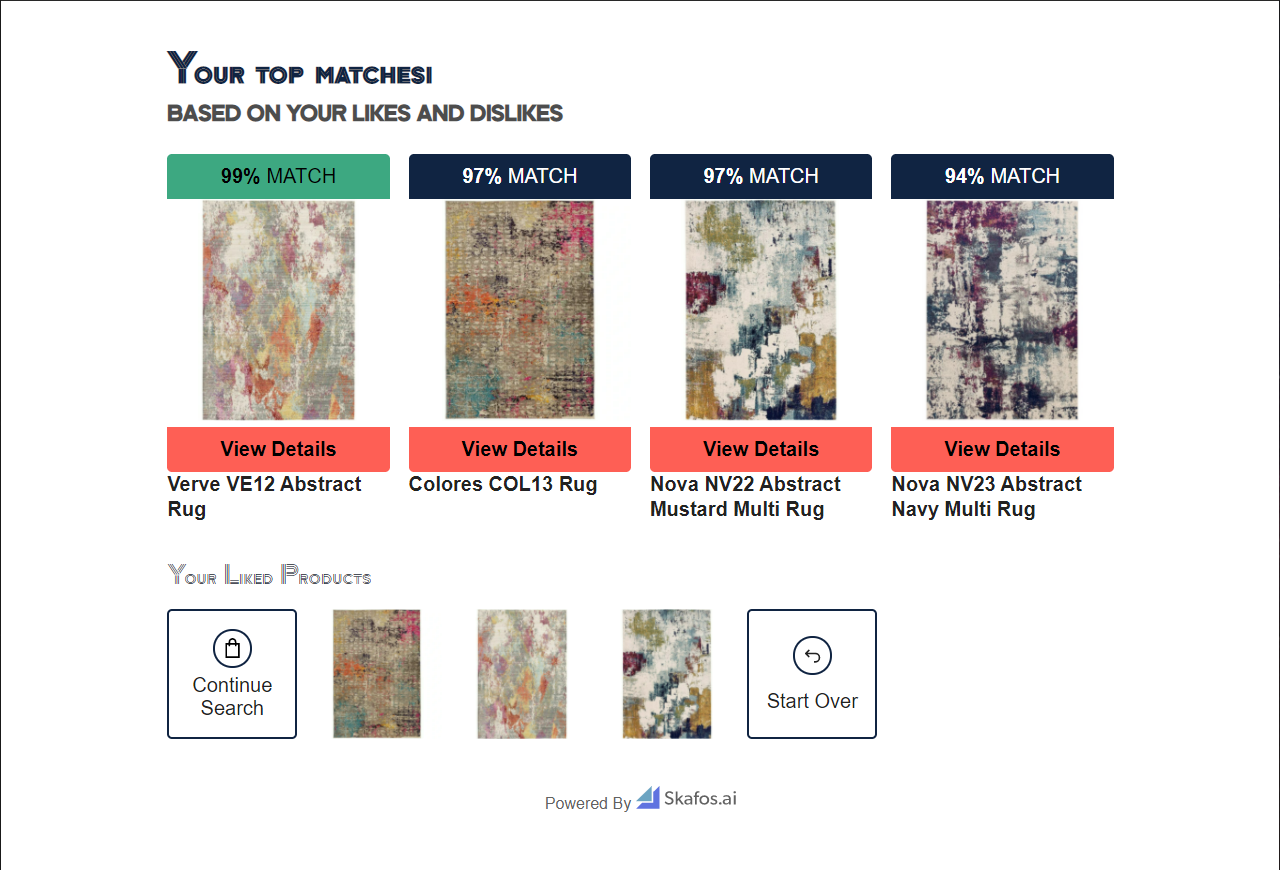 Your top matches!
BASED ON YOUR LIKES AND DISLIKES
99% MATCH 97% MATCH 97% MATCH 94% MATCH
View Details View Details View Details View Details
Verve VE12 Abstract Colores COL13 Rug Nova NV22 Abstract Nova NV23 Abstract
Rug Mustard Multi Rug Navy Multi Rug
Your Liked Products
Continue
Search
Start Over
Powered By Skafos.ai